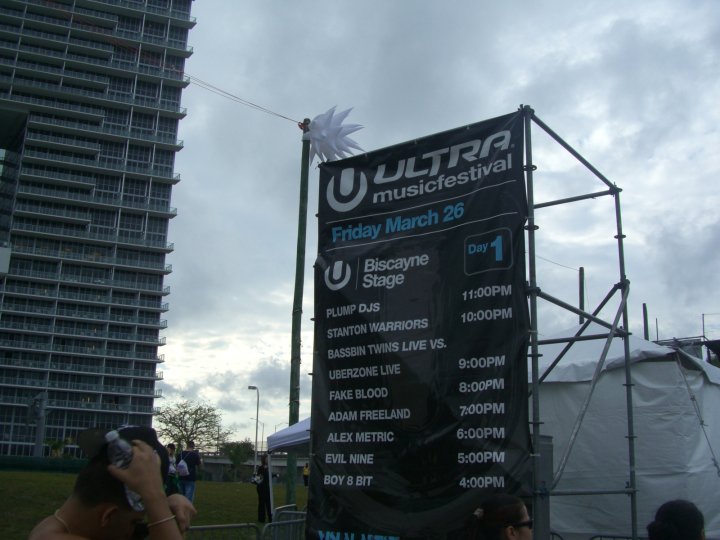 ULTRA
musicfestival
Friday March 26
Day 1
Biscayne
Stage
PLUMP DJS 11:00PM
STANTON WARRIORS 10:00PM
BASSBIN TWINS LIVE VS.
UBERZONE LIVE 9:00PM
FAKE BLOOD 8:00PM
ADAM FREELAND 7:00PM
ALEX METRIC 6:00PM
EVIL NINE 5:00PM
BOY 8 BIT 4:00PM